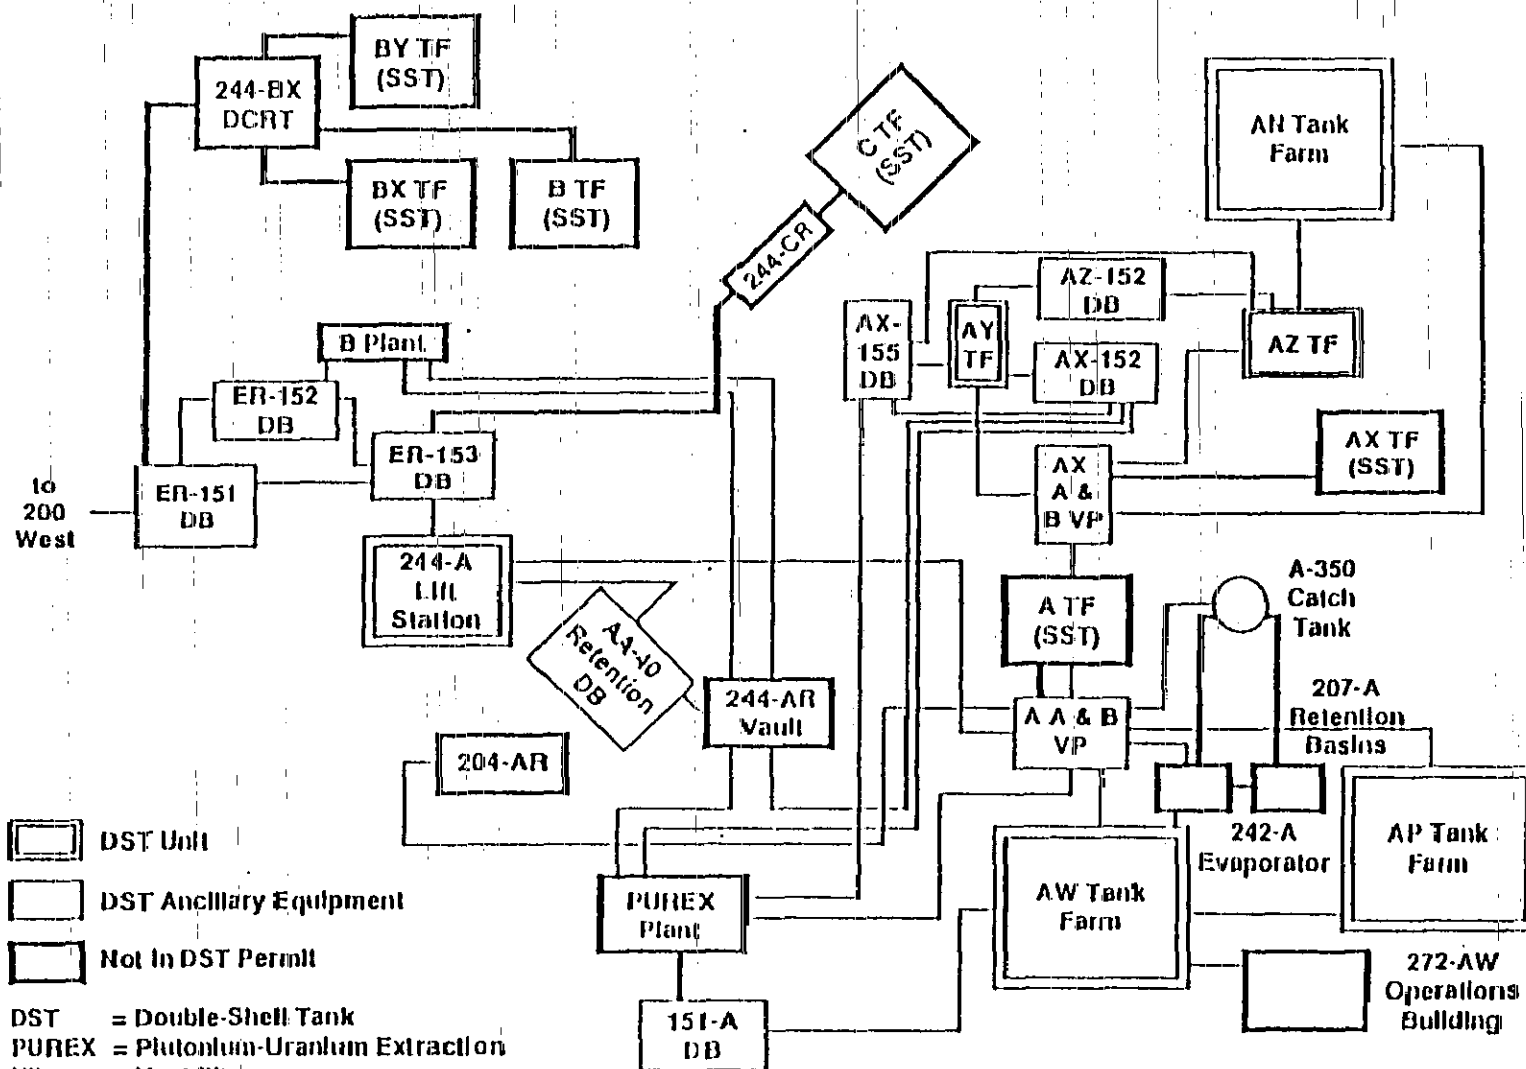 BY TF
(SST)
244-BX
DCRT
BX TF
(SST)
B TF
(SST)
C TF
(SST)
244-CR
AN Tank
Farm
AZ-152
DB
AX-
155
DB
AY
TF
AX-152
DB
AZ TF
B Plant
ER-152
DB
ER-153
DB
ER-151
DB
to
200
West
AX
A &
B VP
AX TF
(SST)
244-A
Lift
Station
A TF
(SST)
A-350
Catch
Tank
Retention
DB
244-AR
Vault
A A & B
VP
207-A
Retention
Basins
204-AR
242-A
Evaporator
AP Tank
Farm
AW Tank
Farm
PUREX
Plant
151-A
DB
272-AW
Operations
Building
DST Unit
DST Ancillary Equipment
Not in DST Permit
DST = Double-Shell Tank
PUREX = Plutonium-Uranium Extraction